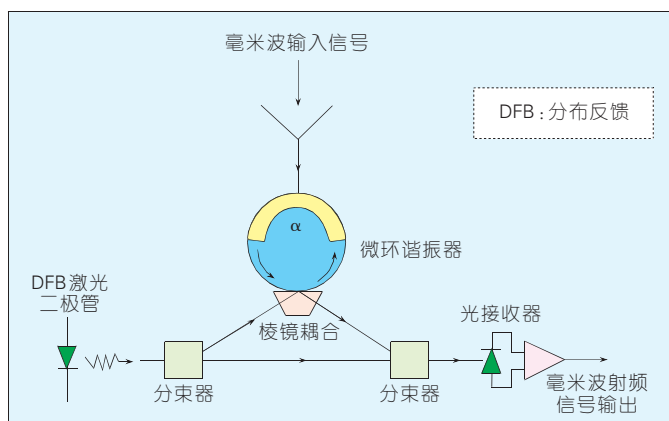 毫米波输入信号
DFB:分布反馈
α
微环谐振器
DFB激光
二极管
棱镜耦合
光接收器
分束器
分束器
毫米波射频
信号输出